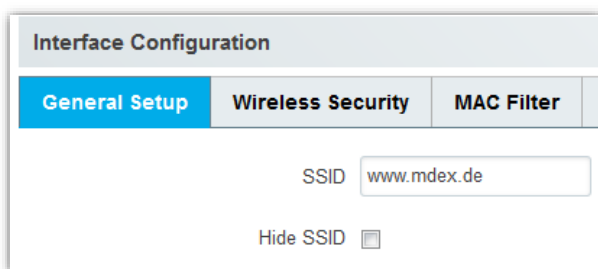 Interface Configuration
General Setup Wireless Security MAC Filter
SSID www.mdex.de
Hide SSID